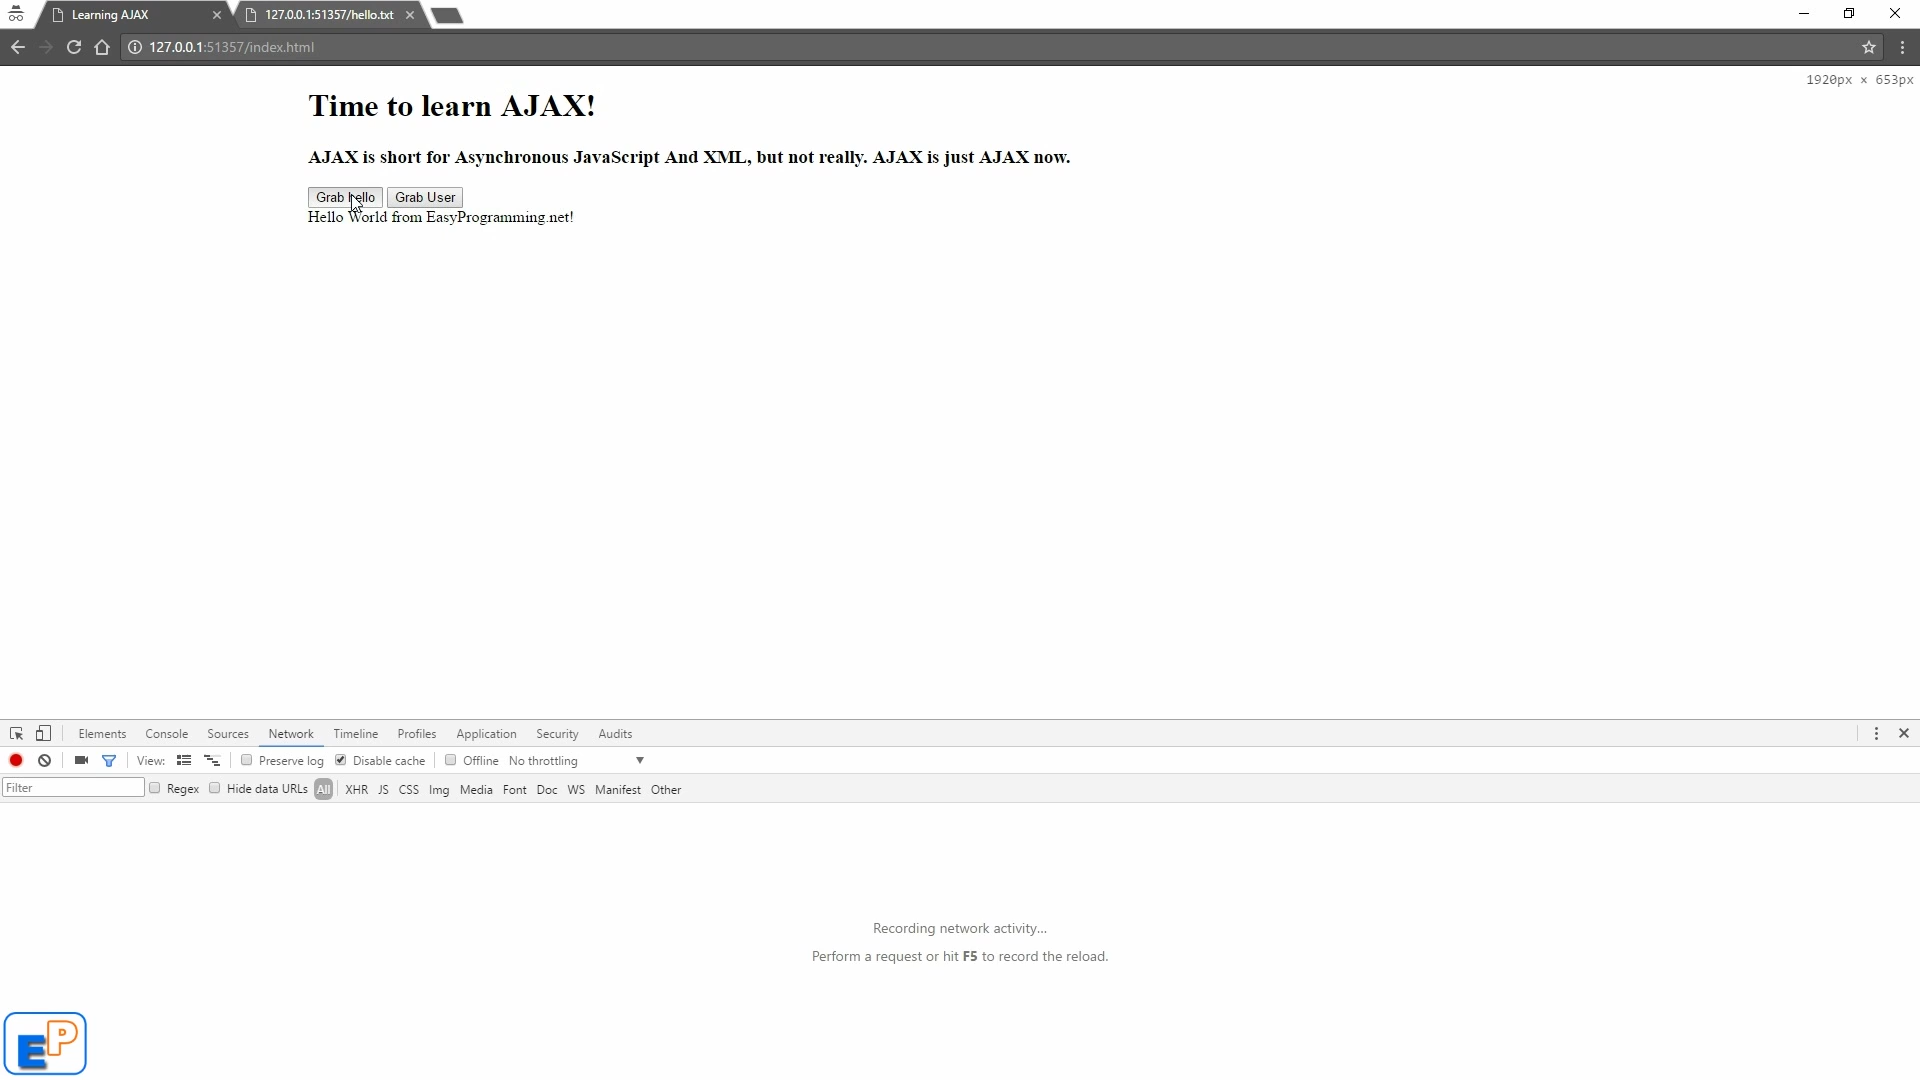 Learning AJAX
127.0.0.1:51357/hello.txt
127.0.0.1:51357/index.html
1920px × 653px
Time to learn AJAX!
AJAX is short for Asynchronous JavaScript And XML, but not really. AJAX is just AJAX now.
Grab hello Grab User
Hello World from EasyProgramming.net!
Elements Console Sources Network Timeline Profiles Application Security Audits
View: Preserve log Disable cache Offline No throttling
Filter Regex Hide data URLs All XHR JS CSS Img Media Font Doc WS Manifest Other
Recording network activity...
Perform a request or hit F5 to record the reload.
EP